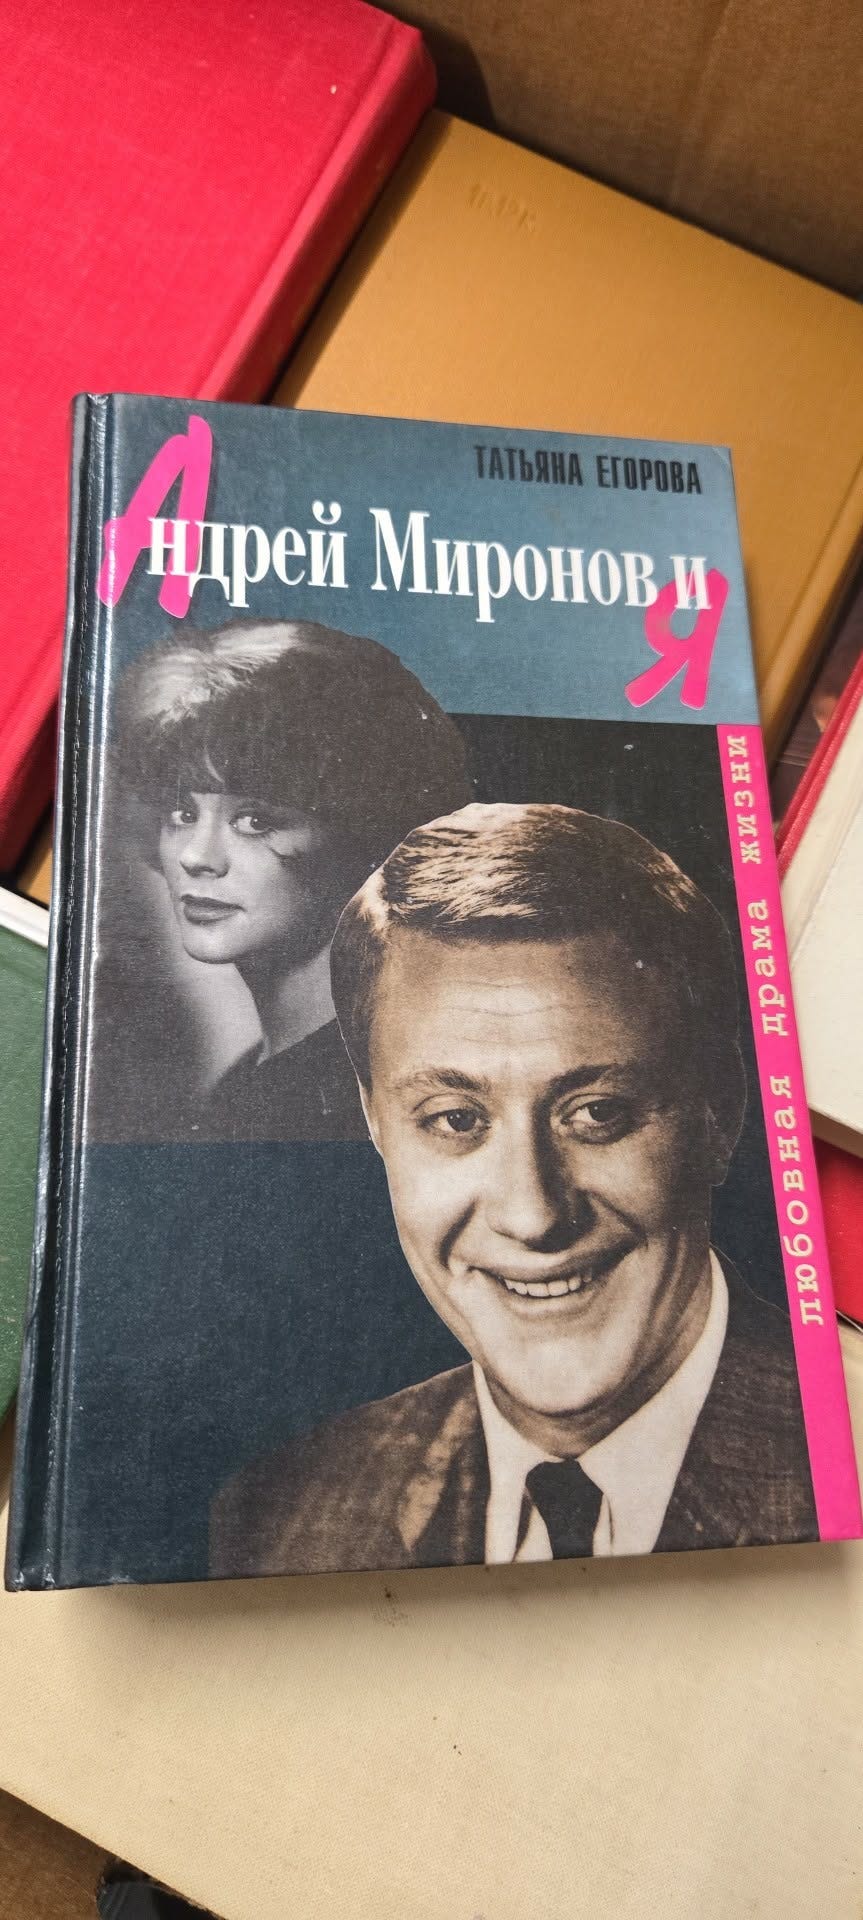 ТАТЬЯНА ЕГОРОВА
Андрей Миронов и
Я
любовная драма жизни